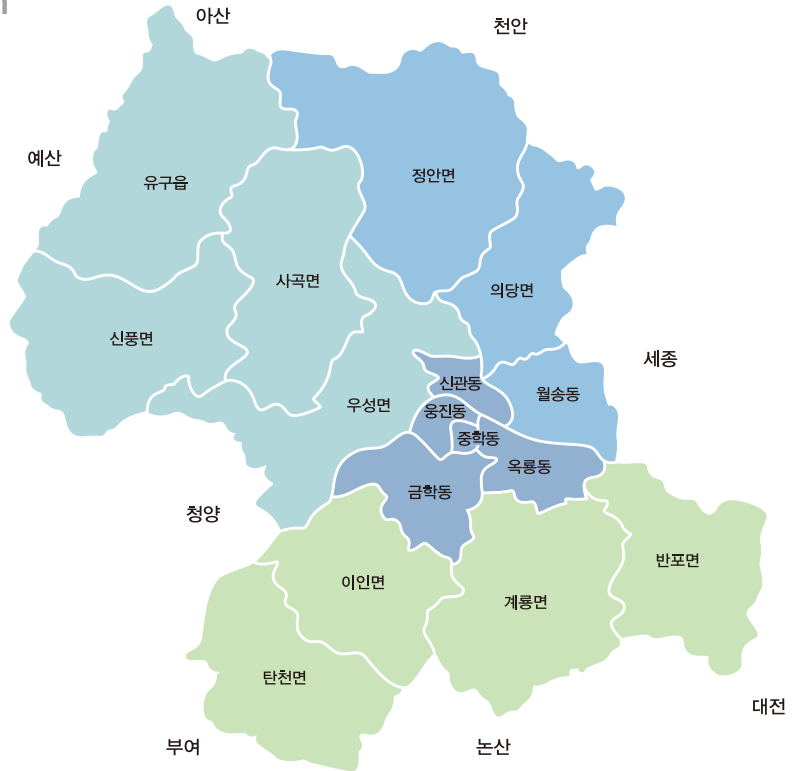 아산
천안
예산
유구읍
정안면
사곡면
의당면
신풍면
세종
신관동
월송동
우성면
웅진동
중학동
옥룡동
금학동
청양
반포면
이인면
계룡면
탄천면
대전
부여
논산